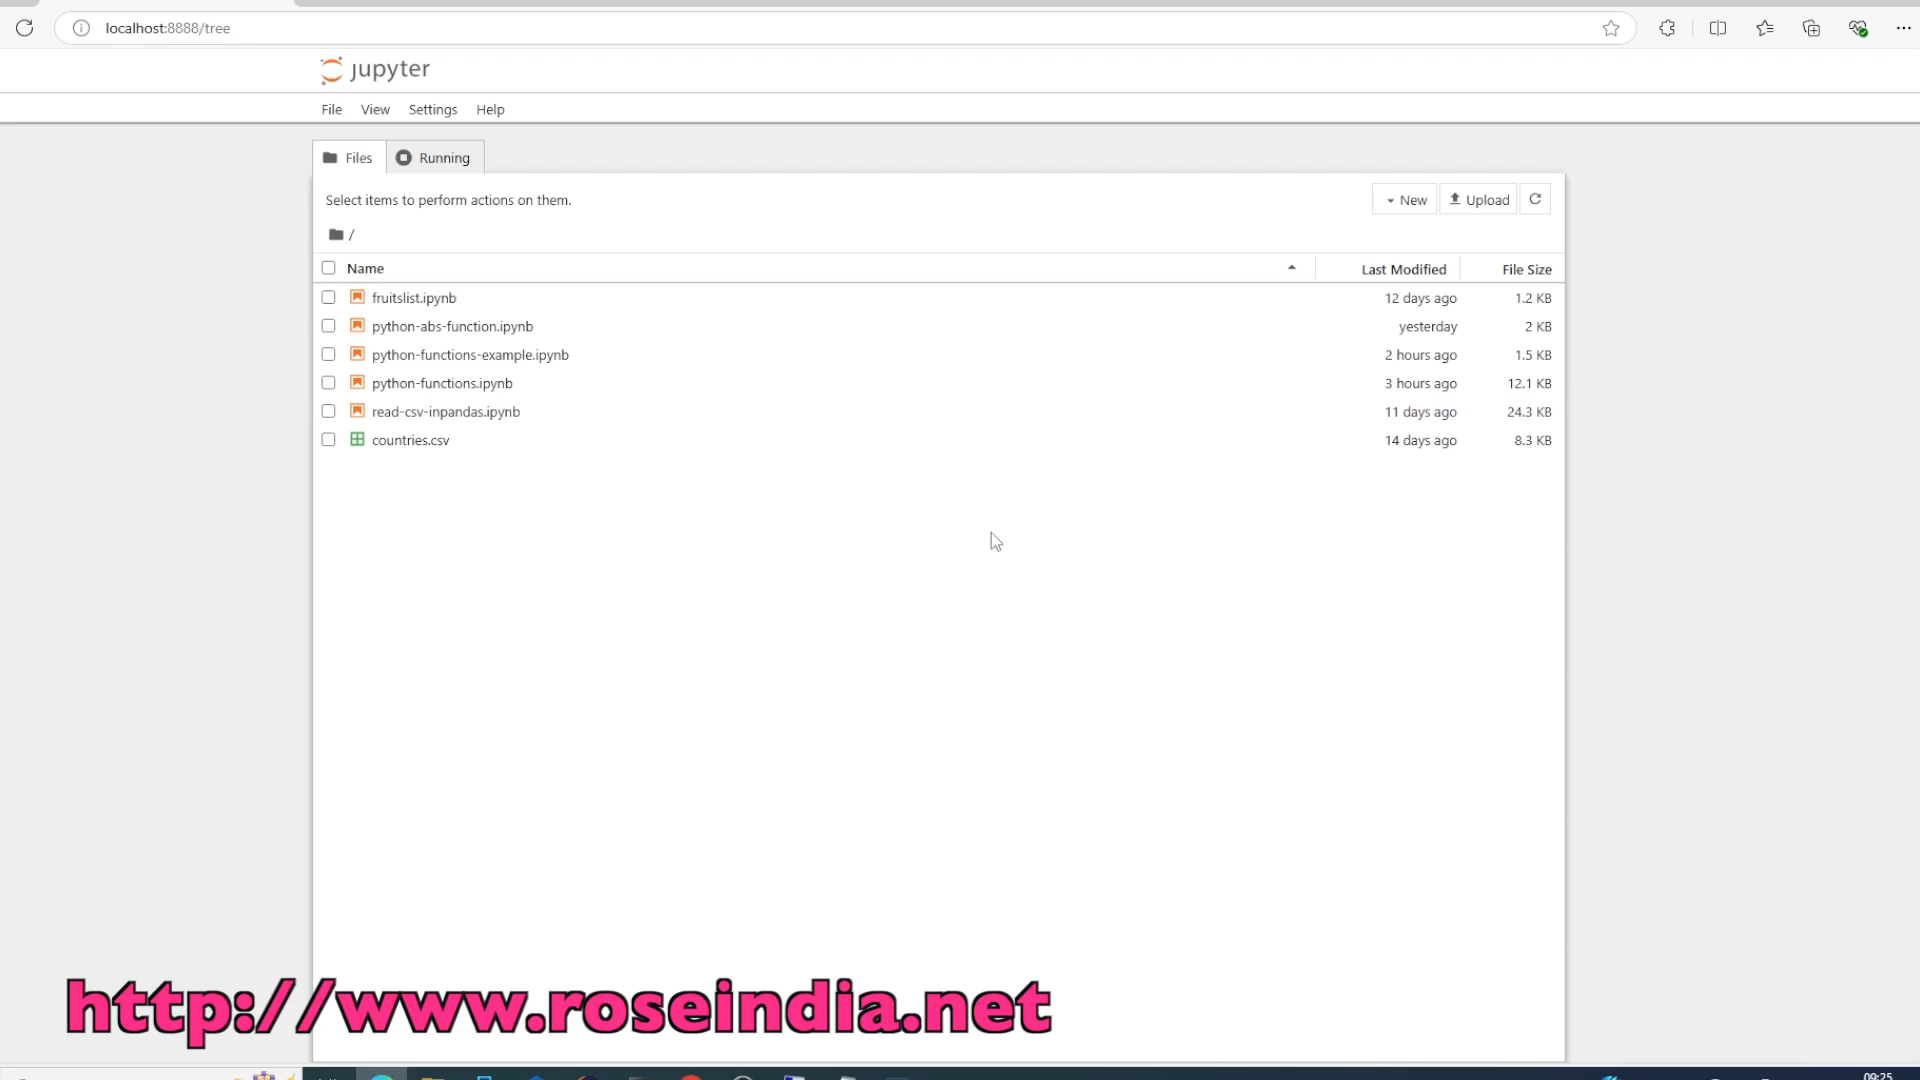 localhost:8888/tree
jupyter
File View Settings Help
Files Running
Select items to perform actions on them.
New Upload
/
Name Last Modified File Size
fruitslist.ipynb 12 days ago 1.2 KB
python-abs-function.ipynb yesterday 2 KB
python-functions-example.ipynb 2 hours ago 1.5 KB
python-functions.ipynb 3 hours ago 12.1 KB
read-csv-inpandas.ipynb 11 days ago 24.3 KB
countries.csv 14 days ago 8.3 KB
http://www.roseindia.net
09:25